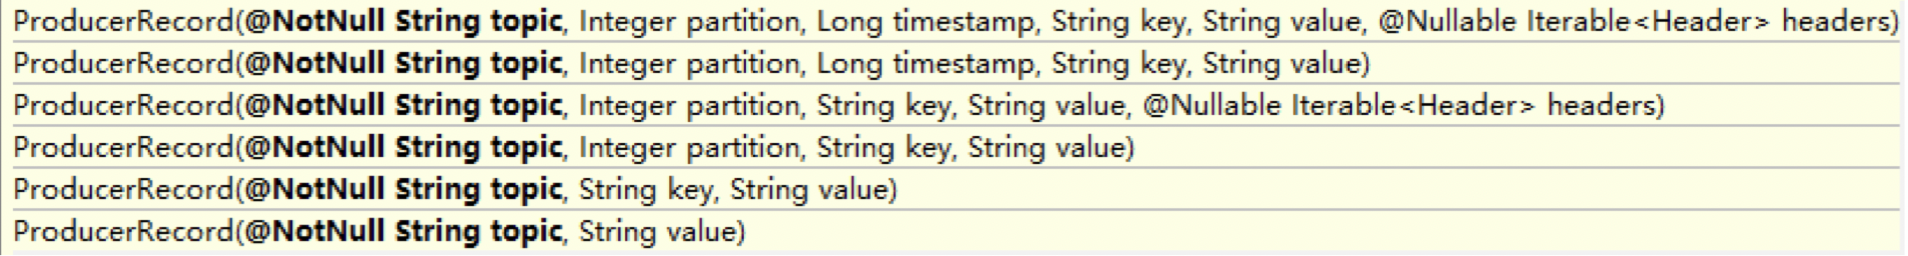 ProducerRecord(@NotNull String topic, Integer partition, Long timestamp, String key, String value, @Nullable Iterable<Header> headers)
ProducerRecord(@NotNull String topic, Integer partition, Long timestamp, String key, String value)
ProducerRecord(@NotNull String topic, Integer partition, String key, String value, @Nullable Iterable<Header> headers)
ProducerRecord(@NotNull String topic, Integer partition, String key, String value)
ProducerRecord(@NotNull String topic, String key, String value)
ProducerRecord(@NotNull String topic, String value)